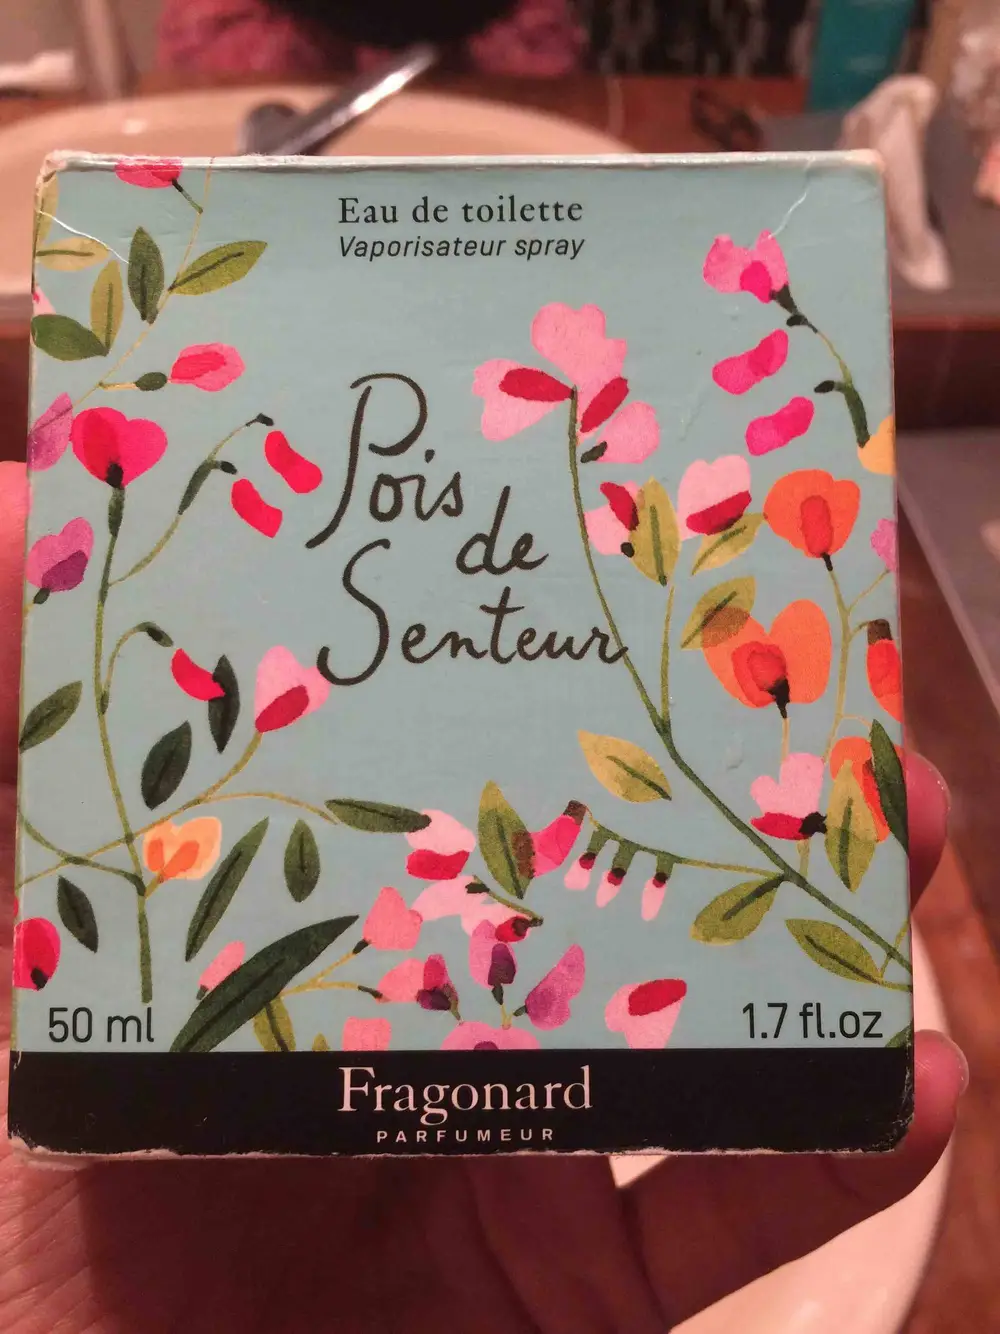 Eau de toilette
Vaporisateur spray
Pois
de
Senteur
50 ml
1.7 fl.oz
Fragonard
PARFUMEUR